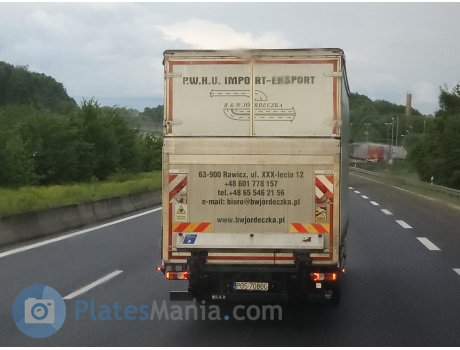 P.W.H.U. IMPORT-EKSPORT
B & W JORDECZKA
63-900 Rawicz, ul. XXX-lecia 12
+48 601 778 157
tel.+48 65 546 21 56
e-mail: biuro@bwjordeczka.pl
www.bwjordeczka.pl
PlatesMania.com